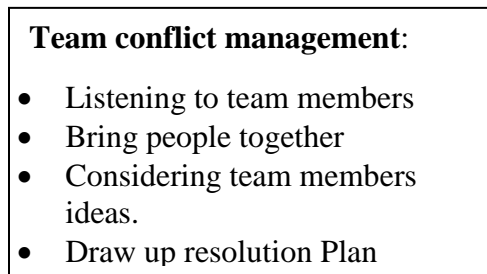 Team conflict management:
• Listening to team members
• Bring people together
• Considering team members
ideas.
• Draw up resolution Plan